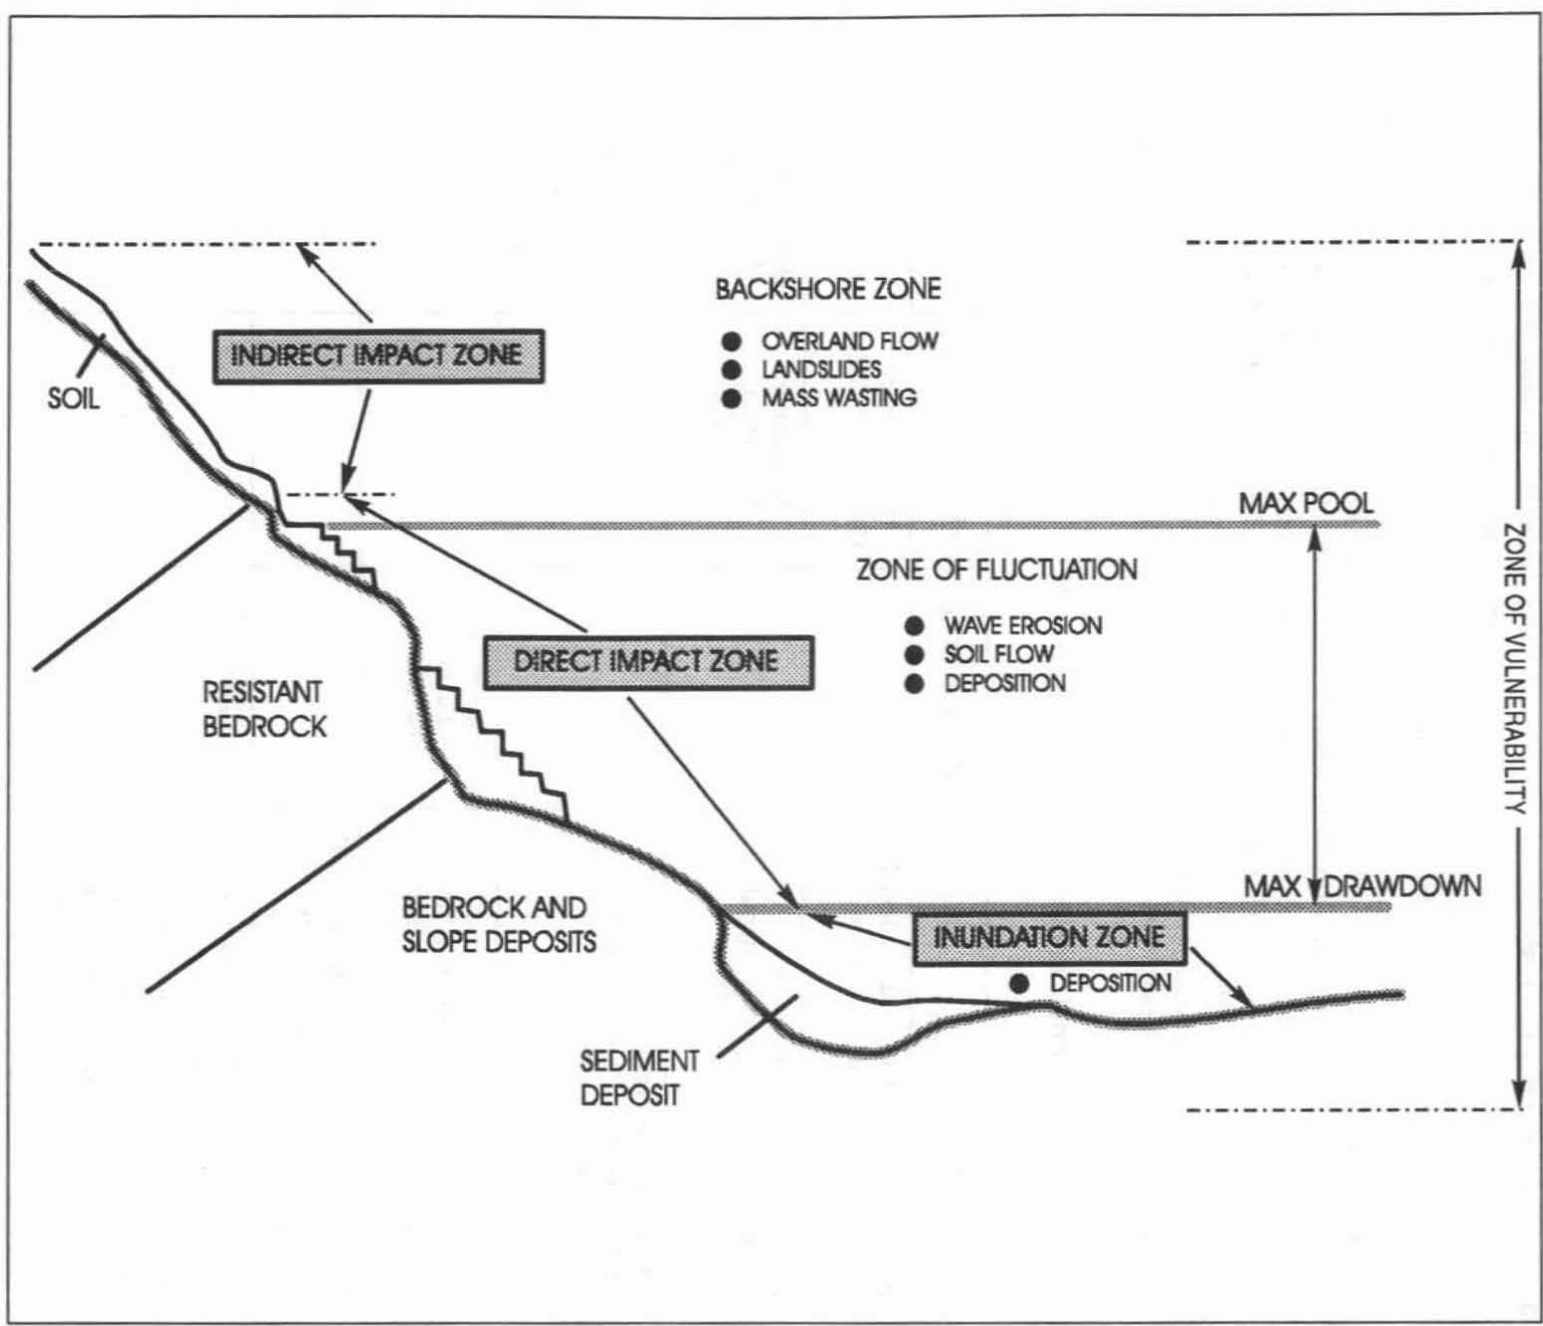 BACKSHORE ZONE
● OVERLAND FLOW
● LANDSLIDES
● MASS WASTING
INDIRECT IMPACT ZONE
SOIL
MAX POOL
ZONE OF FLUCTUATION
● WAVE EROSION
● SOIL FLOW
● DEPOSITION
ZONE OF VULNERABILITY
DIRECT IMPACT ZONE
RESISTANT
BEDROCK
MAX DRAWDOWN
BEDROCK AND
SLOPE DEPOSITS
INUNDATION ZONE
● DEPOSITION
SEDIMENT
DEPOSIT